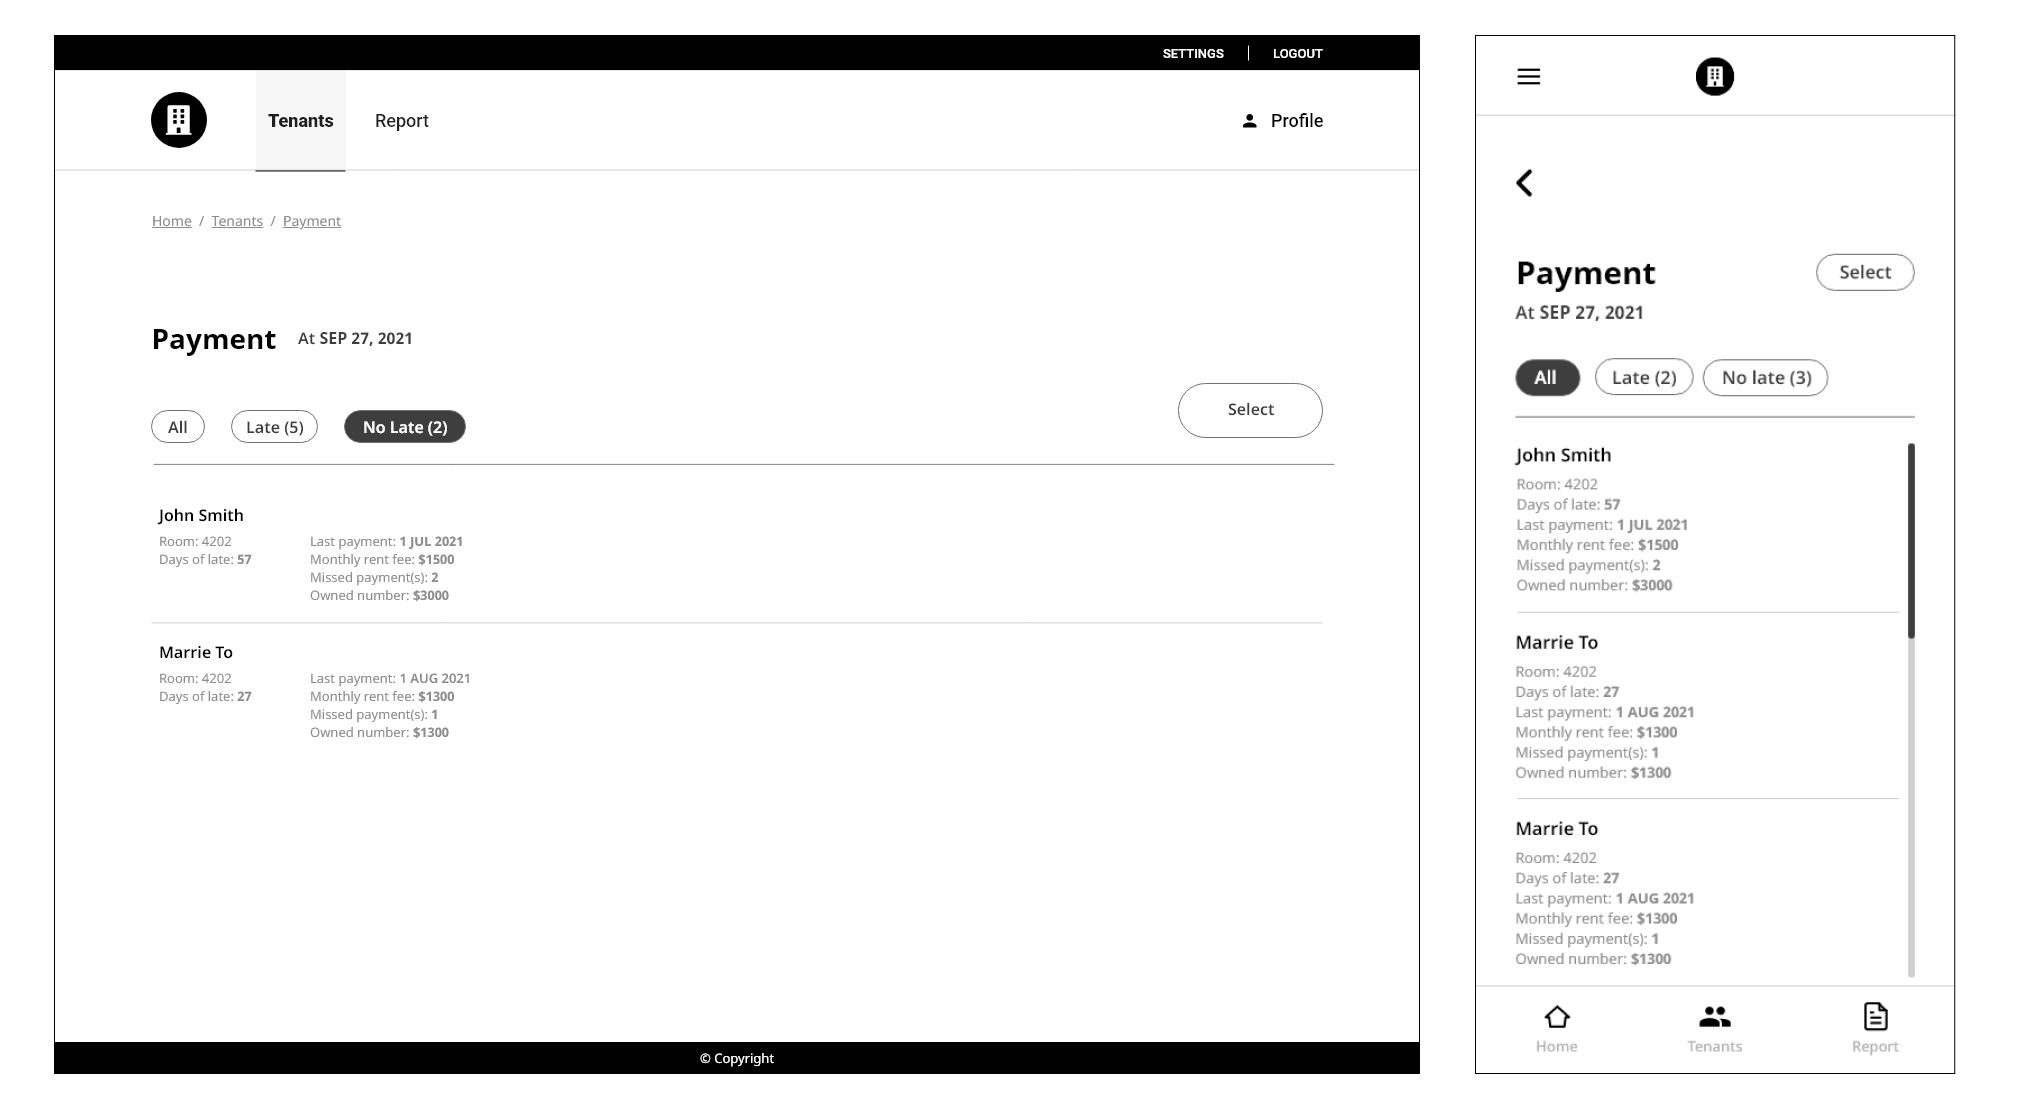 SETTINGS | LOGOUT
Tenants Report Profile
Home / Tenants / Payment
Payment At SEP 27, 2021
Select
All Late (5) No Late (2)
John Smith
Room: 4202 Last payment: 1 JUL 2021
Days of late: 57 Monthly rent fee: $1500
Missed payment(s): 2
Owned number: $3000
Marrie To
Room: 4202 Last payment: 1 AUG 2021
Days of late: 27 Monthly rent fee: $1300
Missed payment(s): 1
Owned number: $1300
© Copyright
Payment Select
At SEP 27, 2021
All Late (2) No late (3)
John Smith
Room: 4202
Days of late: 57
Last payment: 1 JUL 2021
Monthly rent fee: $1500
Missed payment(s): 2
Owned number: $3000
Marrie To
Room: 4202
Days of late: 27
Last payment: 1 AUG 2021
Monthly rent fee: $1300
Missed payment(s): 1
Owned number: $1300
Marrie To
Room: 4202
Days of late: 27
Last payment: 1 AUG 2021
Monthly rent fee: $1300
Missed payment(s): 1
Owned number: $1300
Home Tenants Report